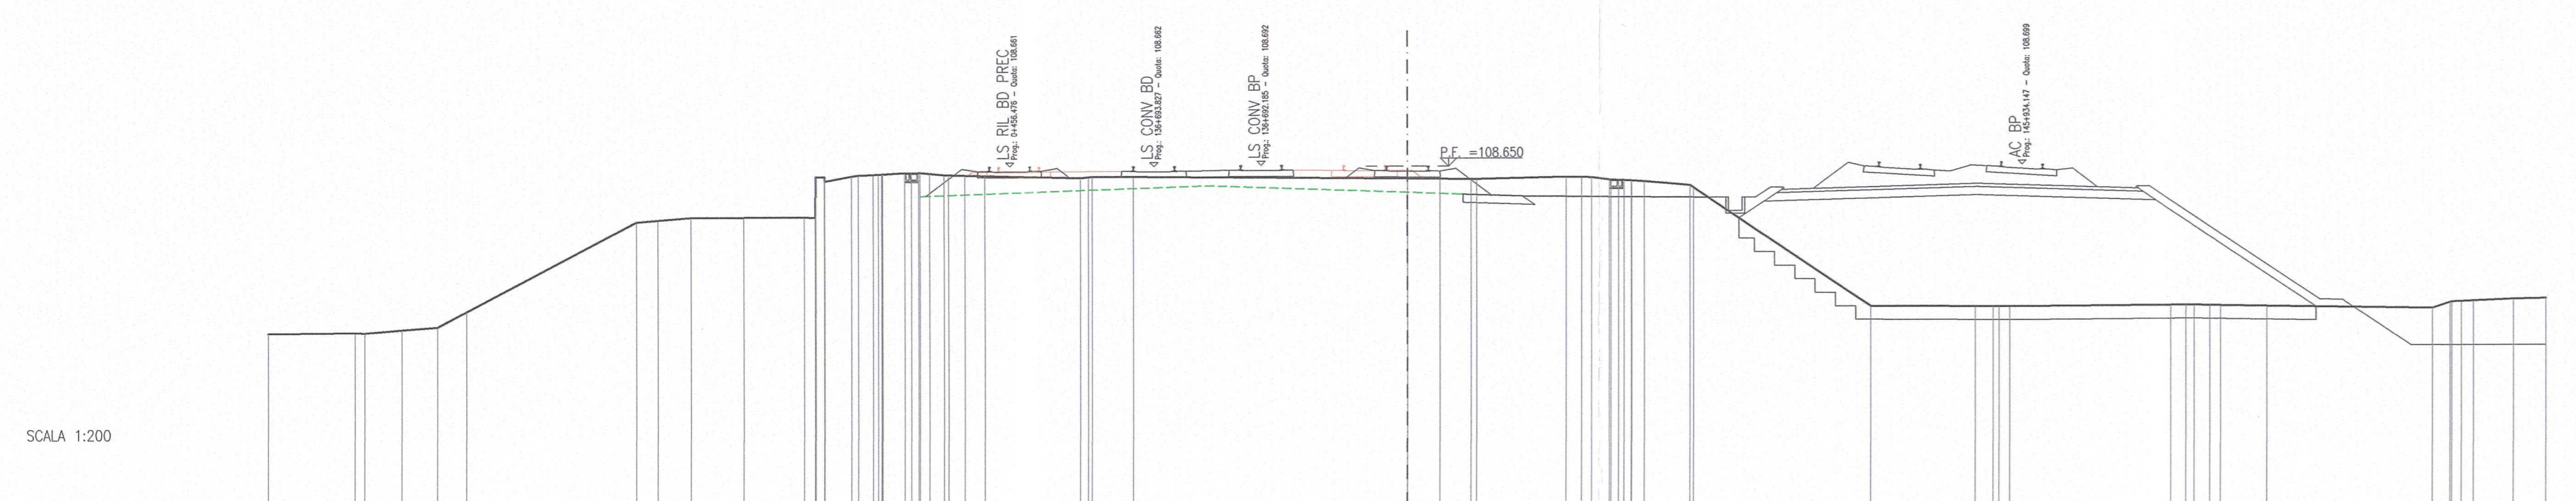 LS RIL BD PREC
Prog.: 0+456.476 - Quota: 108.661
LS CONV BD
Prog.: 136+693.827 - Quota: 108.662
LS CONV BP
Prog.: 136+692.185 - Quota: 108.692
P.F. =108.650
AC BP
Prog.: 145+934.147 - Quota: 108.699
SCALA 1:200